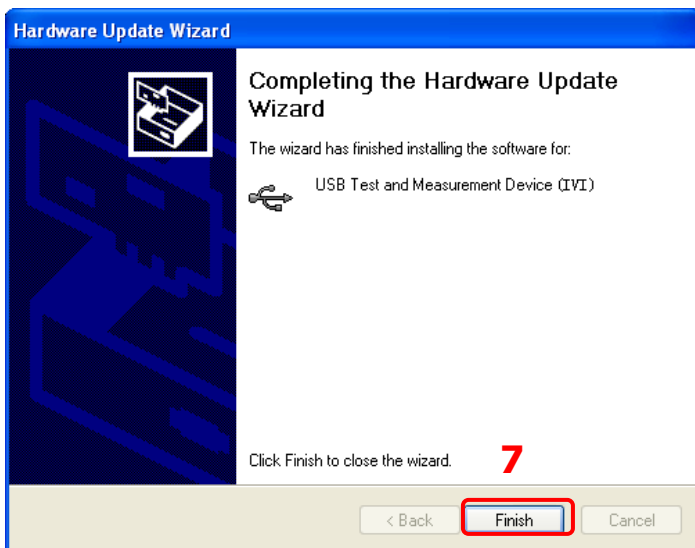 Hardware Update Wizard
Completing the Hardware Update
Wizard
The wizard has finished installing the software for:
USB Test and Measurement Device (IVI)
Click Finish to close the wizard.
7
< Back
Finish
Cancel